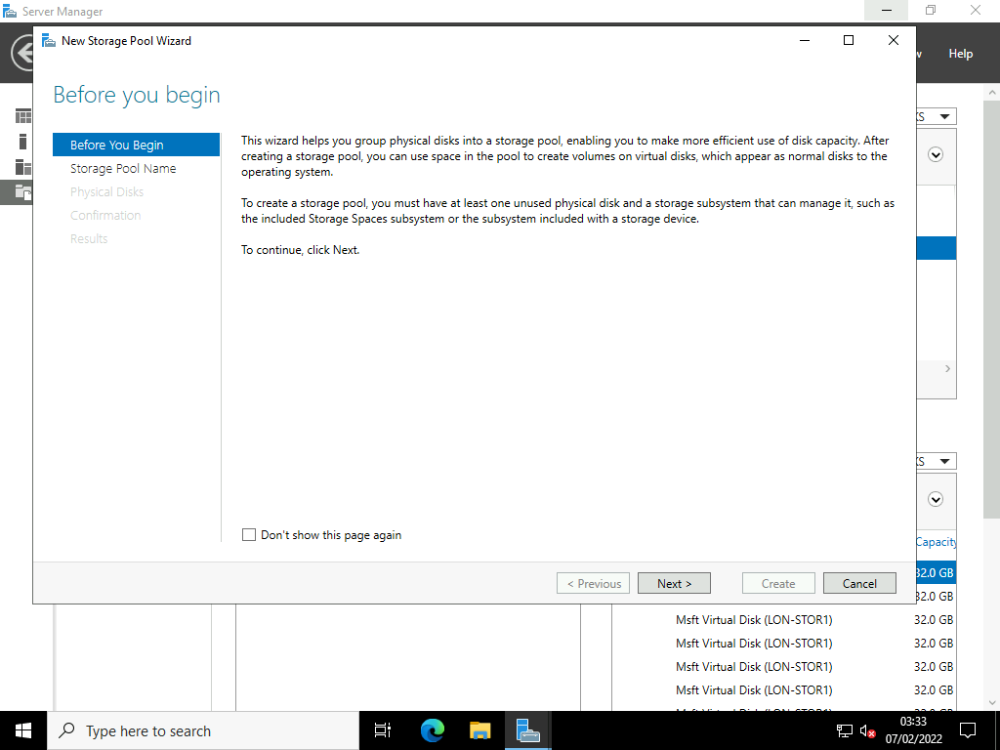 Server Manager
New Storage Pool Wizard
Help
Before you begin
Before You Begin
Storage Pool Name
Physical Disks
Confirmation
Results
This wizard helps you group physical disks into a storage pool, enabling you to make more efficient use of disk capacity. After
creating a storage pool, you can use space in the pool to create volumes on virtual disks, which appear as normal disks to the
operating system.
To create a storage pool, you must have at least one unused physical disk and a storage subsystem that can manage it, such as
the included Storage Spaces subsystem or the subsystem included with a storage device.
To continue, click Next.
Don't show this page again
< Previous
Next >
Create
Cancel
Capacity
32.0 GB
32.0 GB
Msft Virtual Disk (LON-STOR1) 32.0 GB
Msft Virtual Disk (LON-STOR1) 32.0 GB
Msft Virtual Disk (LON-STOR1) 32.0 GB
Msft Virtual Disk (LON-STOR1) 32.0 GB
Type here to search
03:33
07/02/2022